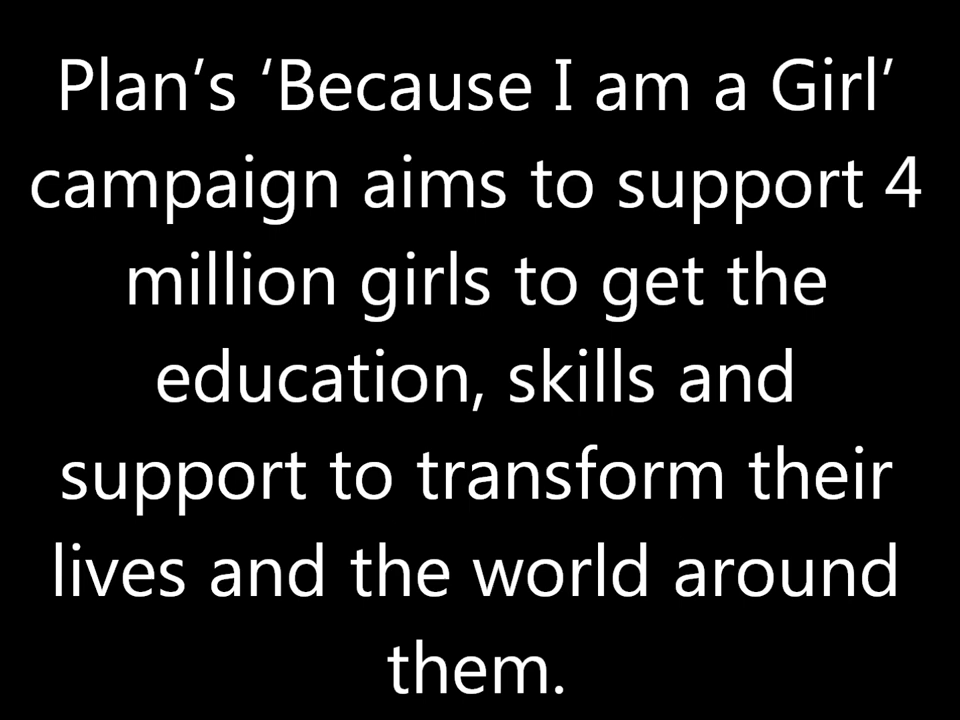 Plan’s ‘Because I am a Girl’
campaign aims to support 4
million girls to get the
education, skills and
support to transform their
lives and the world around
them.